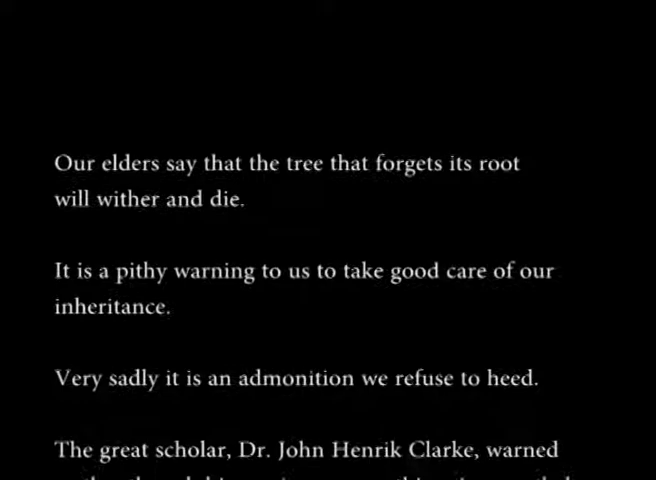 Our elders say that the tree that forgets its root
will wither and die.
It is a pithy warning to us to take good care of our
inheritance.
Very sadly it is an admonition we refuse to heed.
The great scholar, Dr. John Henrik Clarke, warned